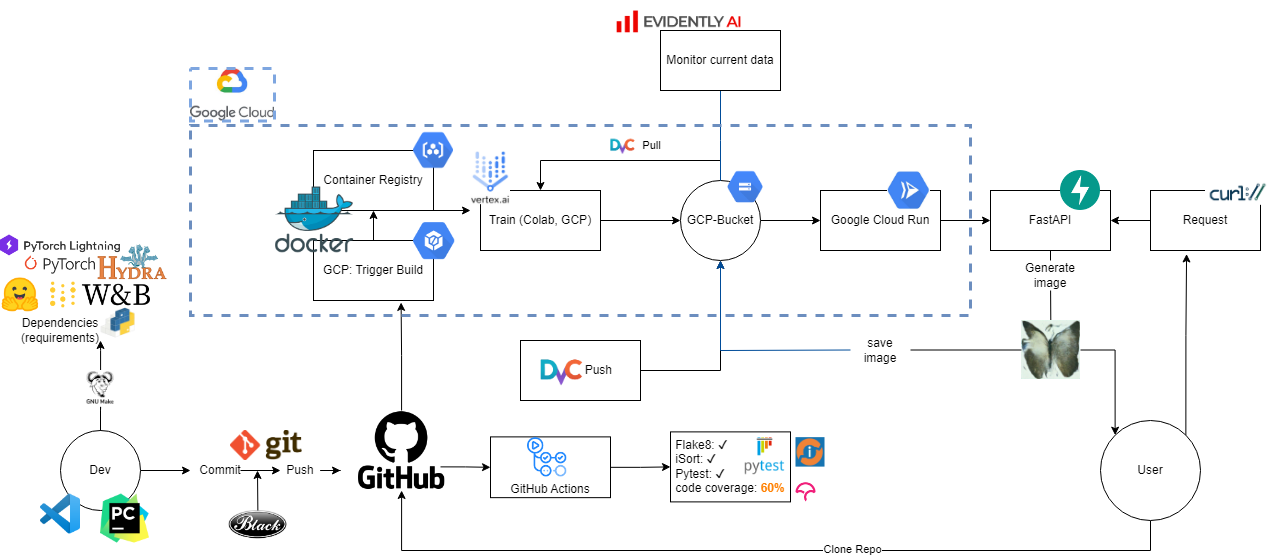 EVIDENTLY AI
Monitor current data
Google Cloud
DVC Pull
Container Registry
vertex.ai
curl://
docker
Train (Colab, GCP)
GCP-Bucket
Google Cloud Run
FastAPI
Request
GCP: Trigger Build
PyTorch Lightning
PyTorch
HYDRA
W&B
Dependencies
(requirements)
Generate
image
save
image
DVC Push
GNU Make
git
GitHub
Dev
Commit
Push
GitHub Actions
Flake8: ✓
iSort: ✓
Pytest: ✓
code coverage: 60%
pytest
i
User
PC
Black
Clone Repo